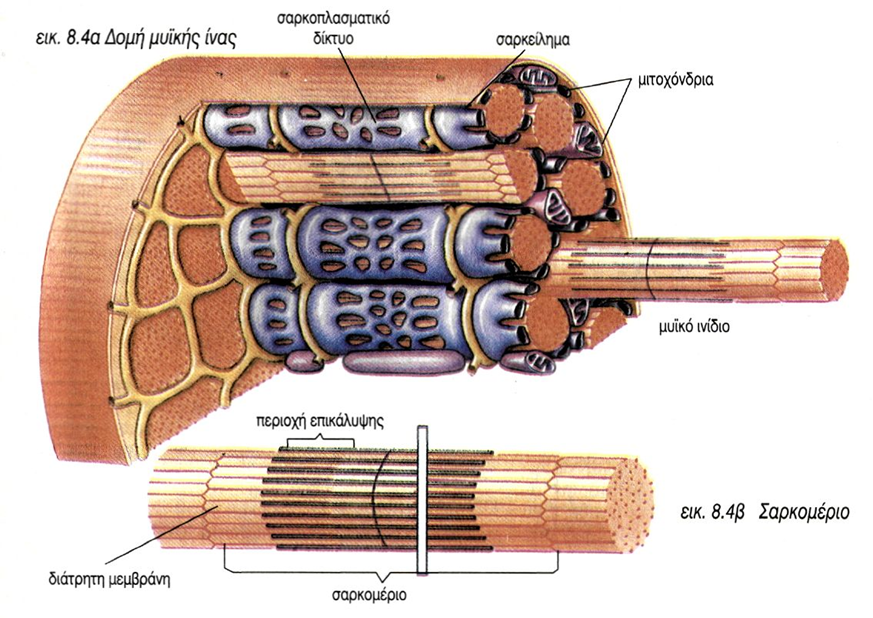 σαρκοπλασματικό
δίκτυο
εικ. 8.4α Δομή μυϊκής ίνας
σαρκείλημα
μιτοχόνδρια
μυϊκό ινίδιο
περιοχή επικάλυψης
εικ. 8.4β Σαρκομέριο
διάτρητη μεμβράνη
σαρκομέριο